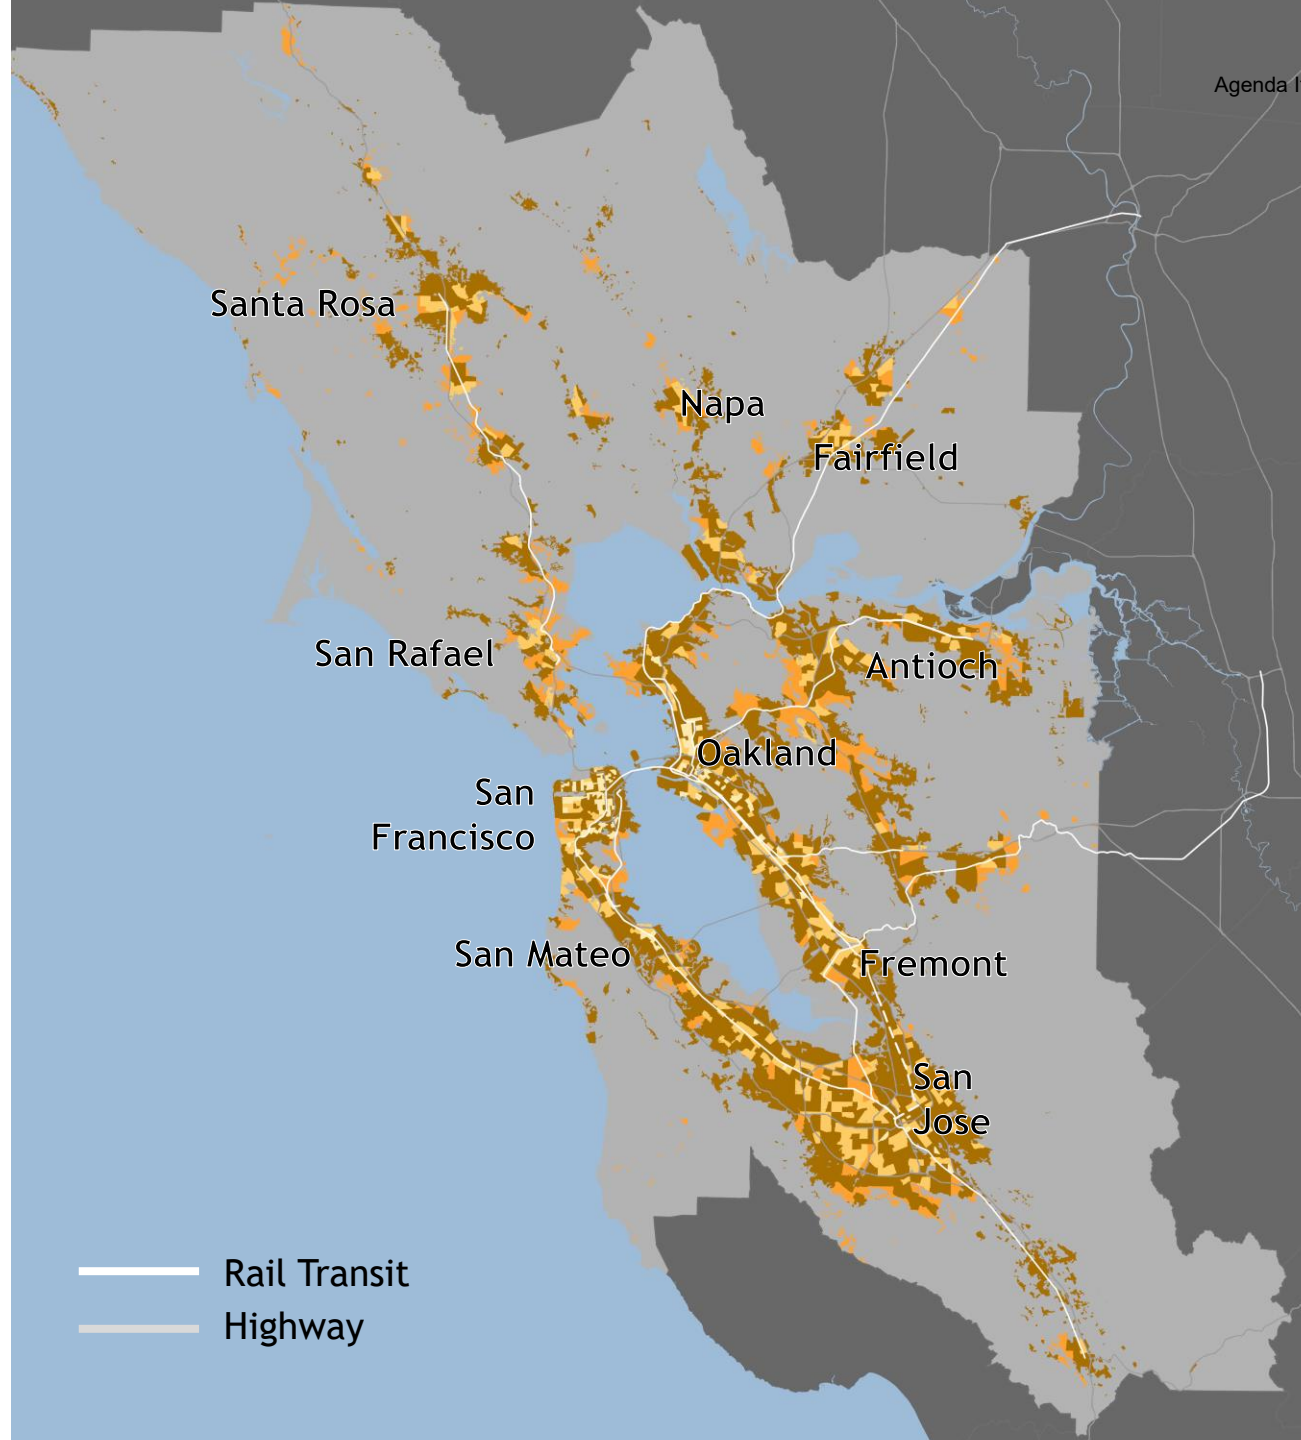 Agenda I
Santa Rosa
Napa
Fairfield
San Rafael
Antioch
Oakland
San
Francisco
San Mateo
Fremont
San
Jose
Rail Transit
Highway